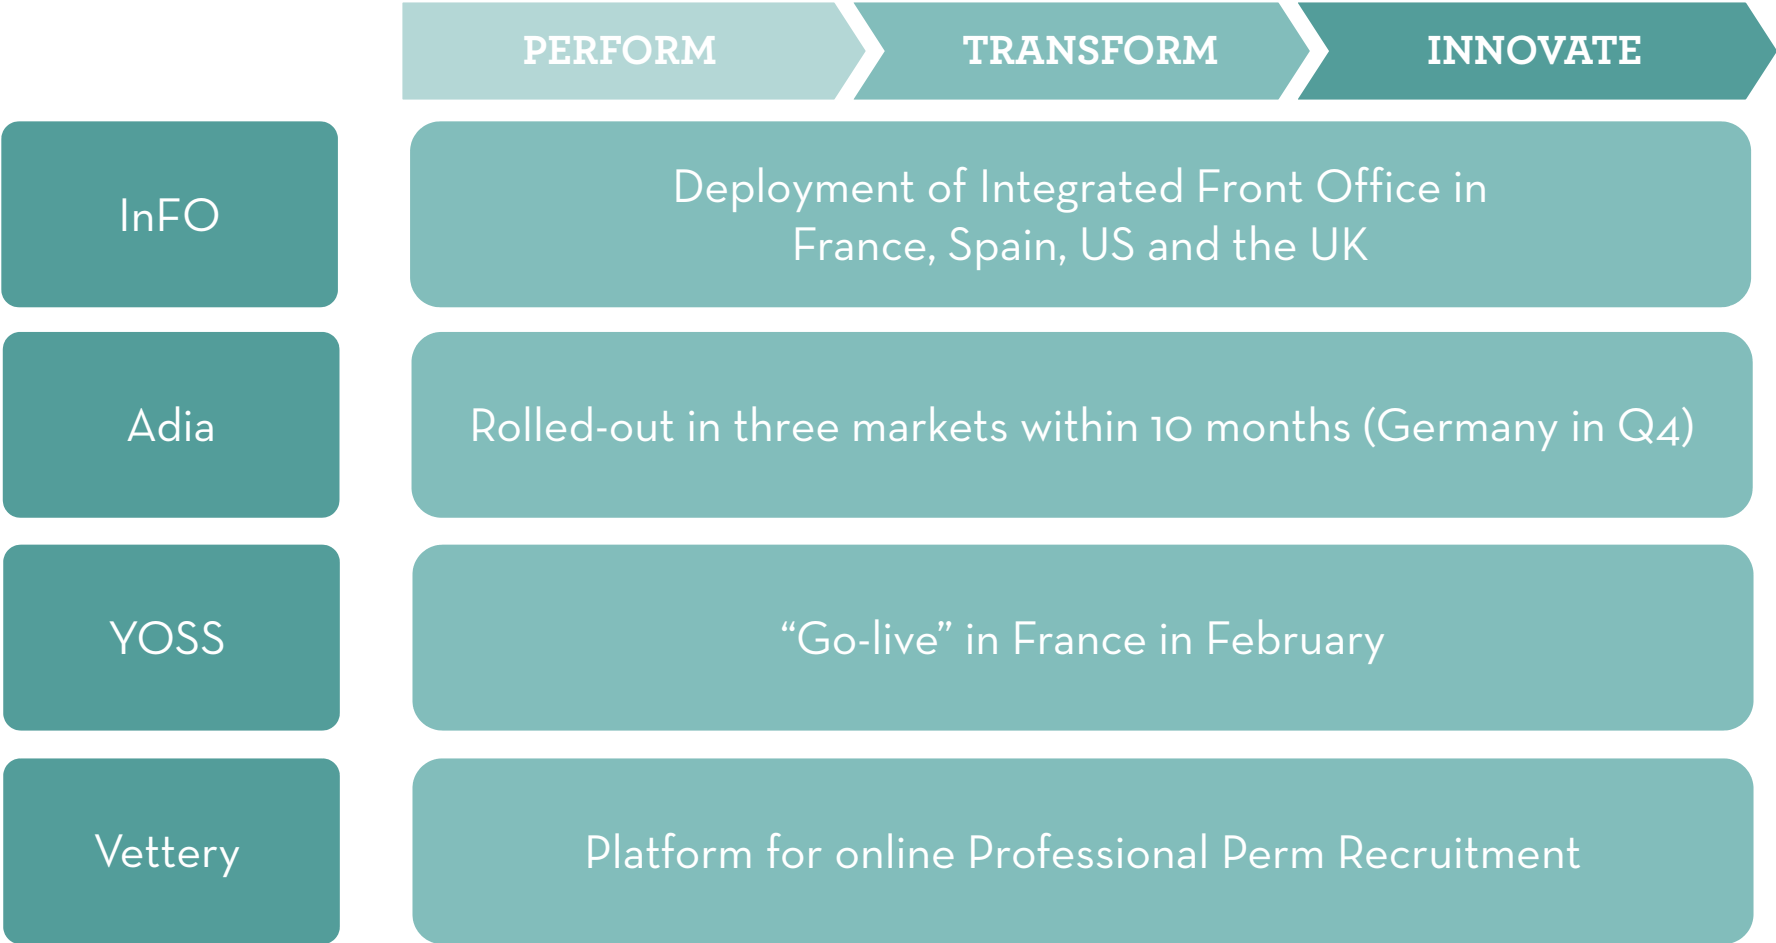 PERFORM
TRANSFORM
INNOVATE
InFO
Deployment of Integrated Front Office in
France, Spain, US and the UK
Adia
Rolled-out in three markets within 10 months (Germany in Q4)
YOSS
“Go-live” in France in February
Vettery
Platform for online Professional Perm Recruitment